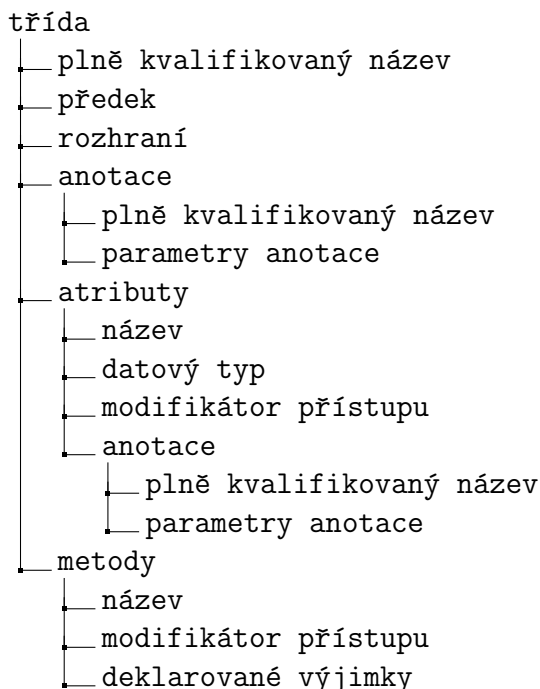 třída
plně kvalifikovaný název
předek
rozhraní
anotace
plně kvalifikovaný název
parametry anotace
atributy
název
datový typ
modifikátor přístupu
anotace
plně kvalifikovaný název
parametry anotace
metody
název
modifikátor přístupu
deklarované výjimky